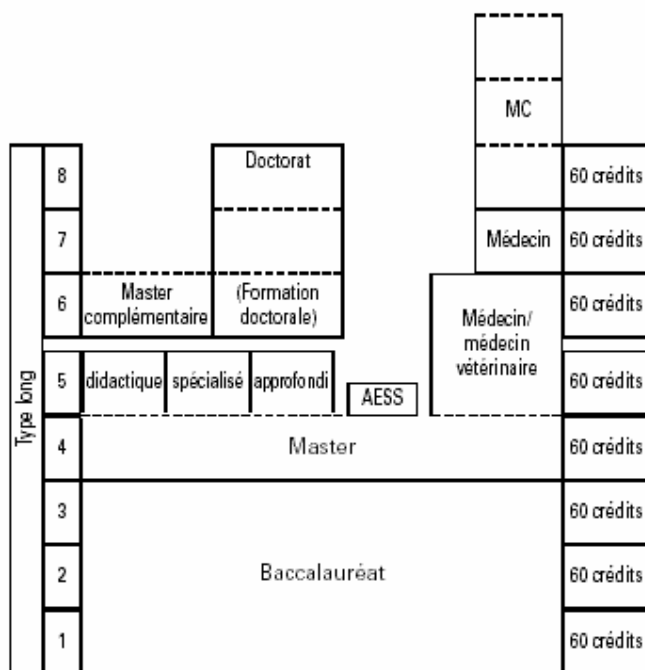 MC
8
Doctorat
60 crédits
7
Médecin
60 crédits
6
Master
complémentaire
(Formation
doctorale)
Médecin/
médecin
vétérinaire
60 crédits
Type long
5
didactique
spécialisé
approfondi
AESS
60 crédits
4
Master
60 crédits
3
60 crédits
2
Baccalauréat
60 crédits
1
60 crédits